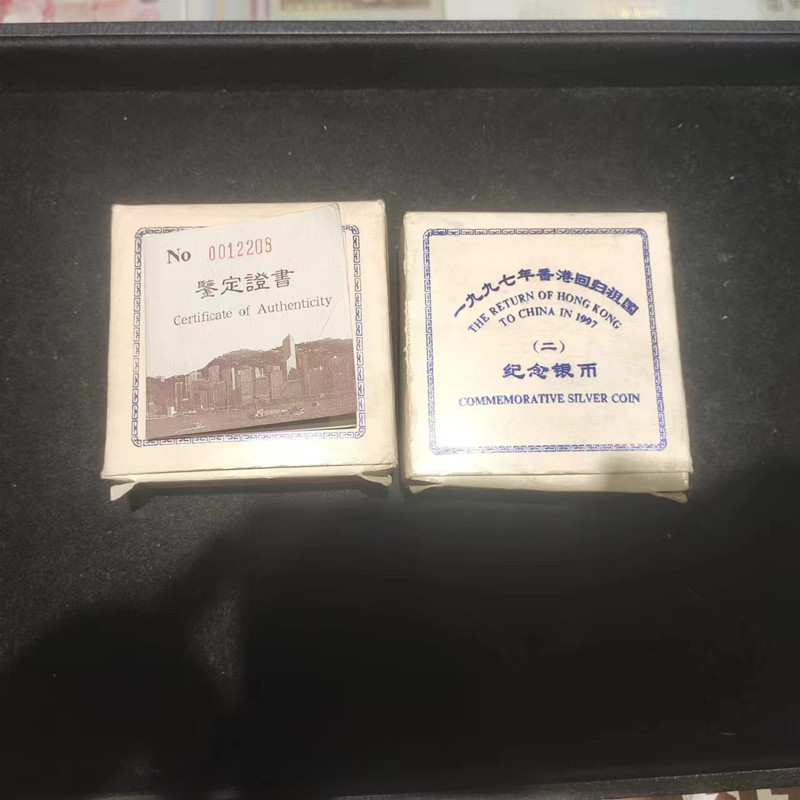 No 0012208
鑒定證書
Certificate of Authenticity
一九九七年香港回归祖国
THE RETURN OF HONG KONG
TO CHINA IN 1997
（二）
纪念银币
COMMEMORATIVE SILVER COIN